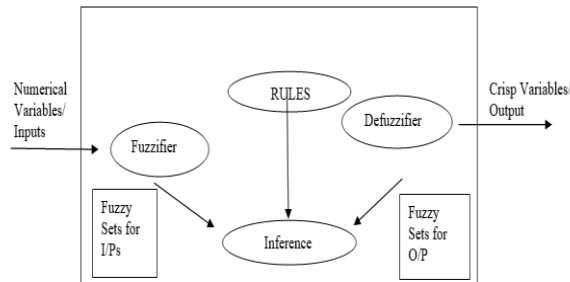 Numerical
Variables/
Inputs
RULES
Crisp Variables/
Output
Defuzzifier
Fuzzifier
Fuzzy
Sets for
I/Ps
Inference
Fuzzy
Sets for
O/P